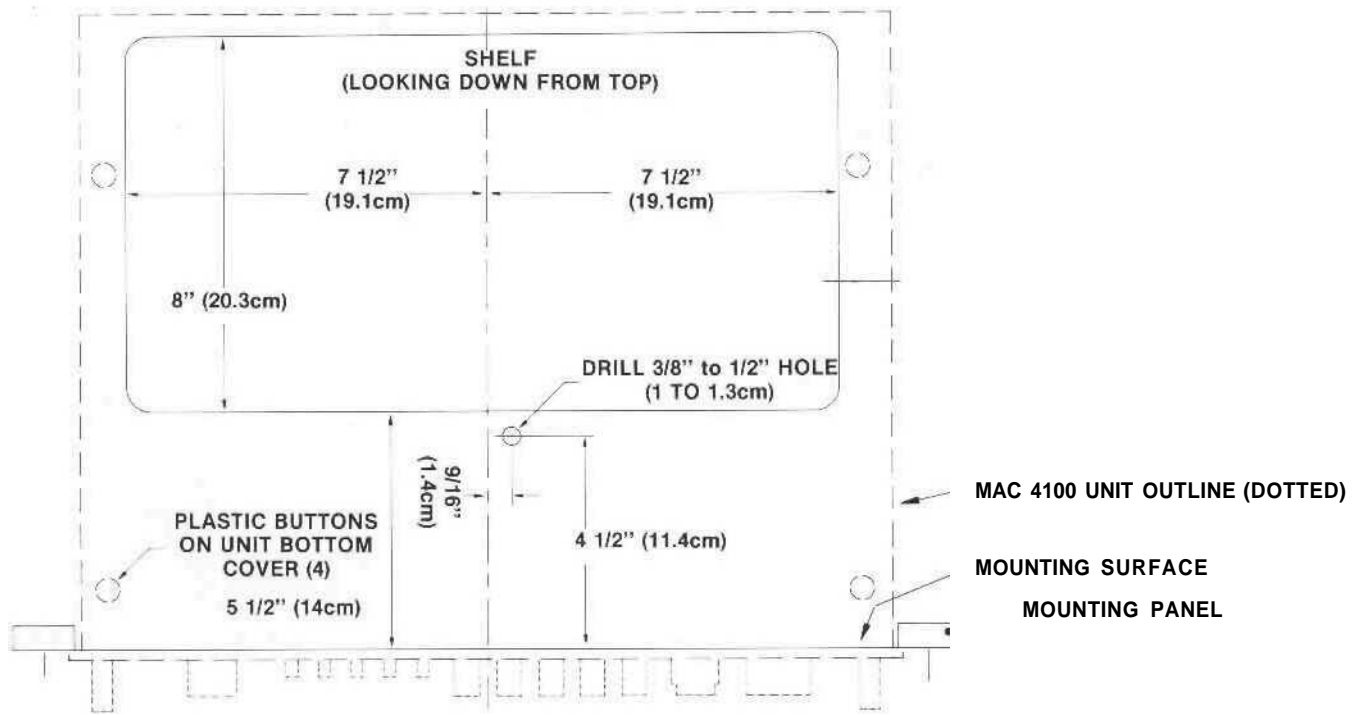 SHELF
(LOOKING DOWN FROM TOP)
7 1/2"
(19.1cm)
7 1/2"
(19.1cm)
8" (20.3cm)
DRILL 3/8" to 1/2" HOLE
(1 TO 1.3cm)
9/16"
(1.4cm)
4 1/2" (11.4cm)
PLASTIC BUTTONS
ON UNIT BOTTOM
COVER (4)
5 1/2" (14cm)
MAC 4100 UNIT OUTLINE (DOTTED)
MOUNTING SURFACE
MOUNTING PANEL